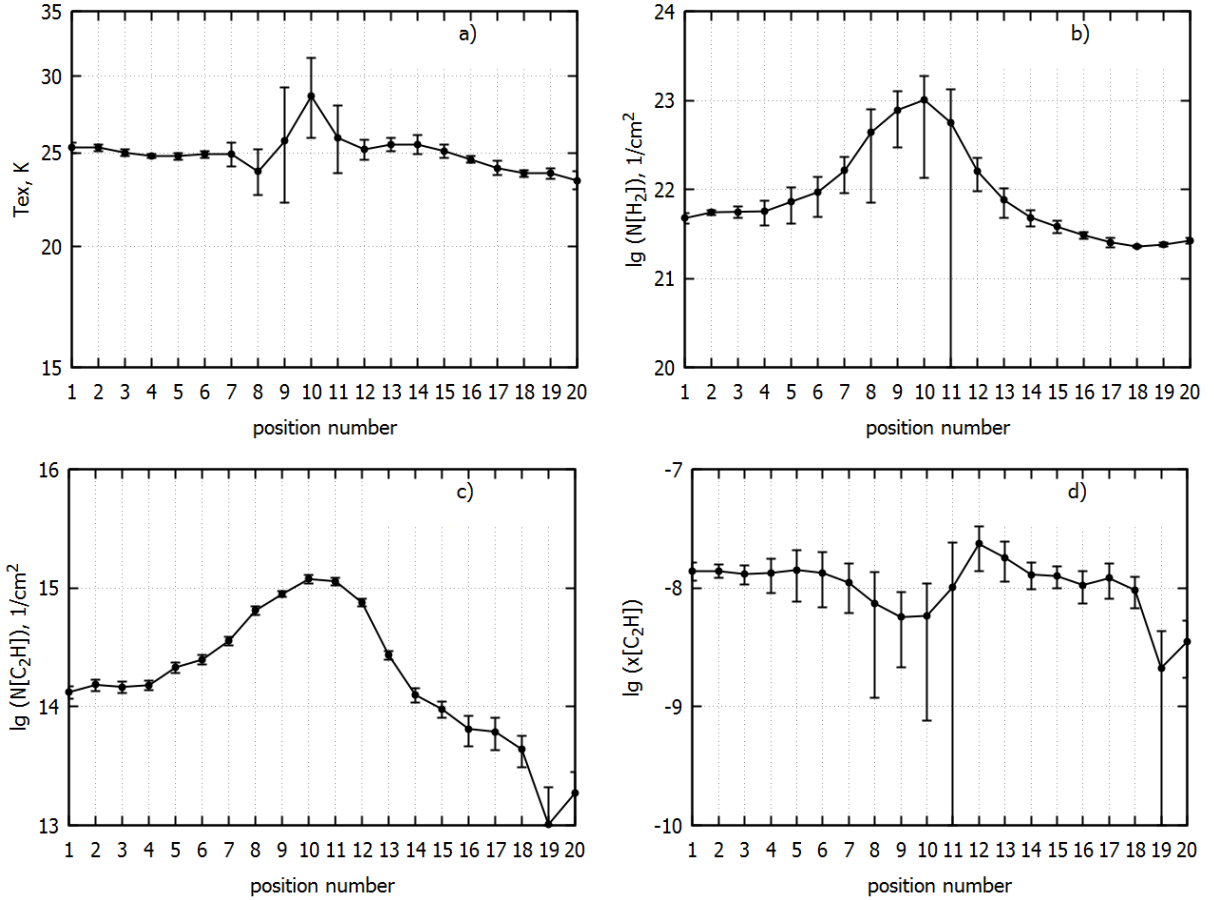 a)
35
30
25
20
15
Tex, K
1 2 3 4 5 6 7 8 9 10 11 12 13 14 15 16 17 18 19 20
position number
b)
24
23
22
21
20
lg (N[H₂]), 1/cm²
1 2 3 4 5 6 7 8 9 10 11 12 13 14 15 16 17 18 19 20
position number
c)
16
15
14
13
lg (N[C₂H]), 1/cm²
1 2 3 4 5 6 7 8 9 10 11 12 13 14 15 16 17 18 19 20
position number
d)
-7
-8
-9
-10
lg (x[C₂H])
1 2 3 4 5 6 7 8 9 10 11 12 13 14 15 16 17 18 19 20
position number